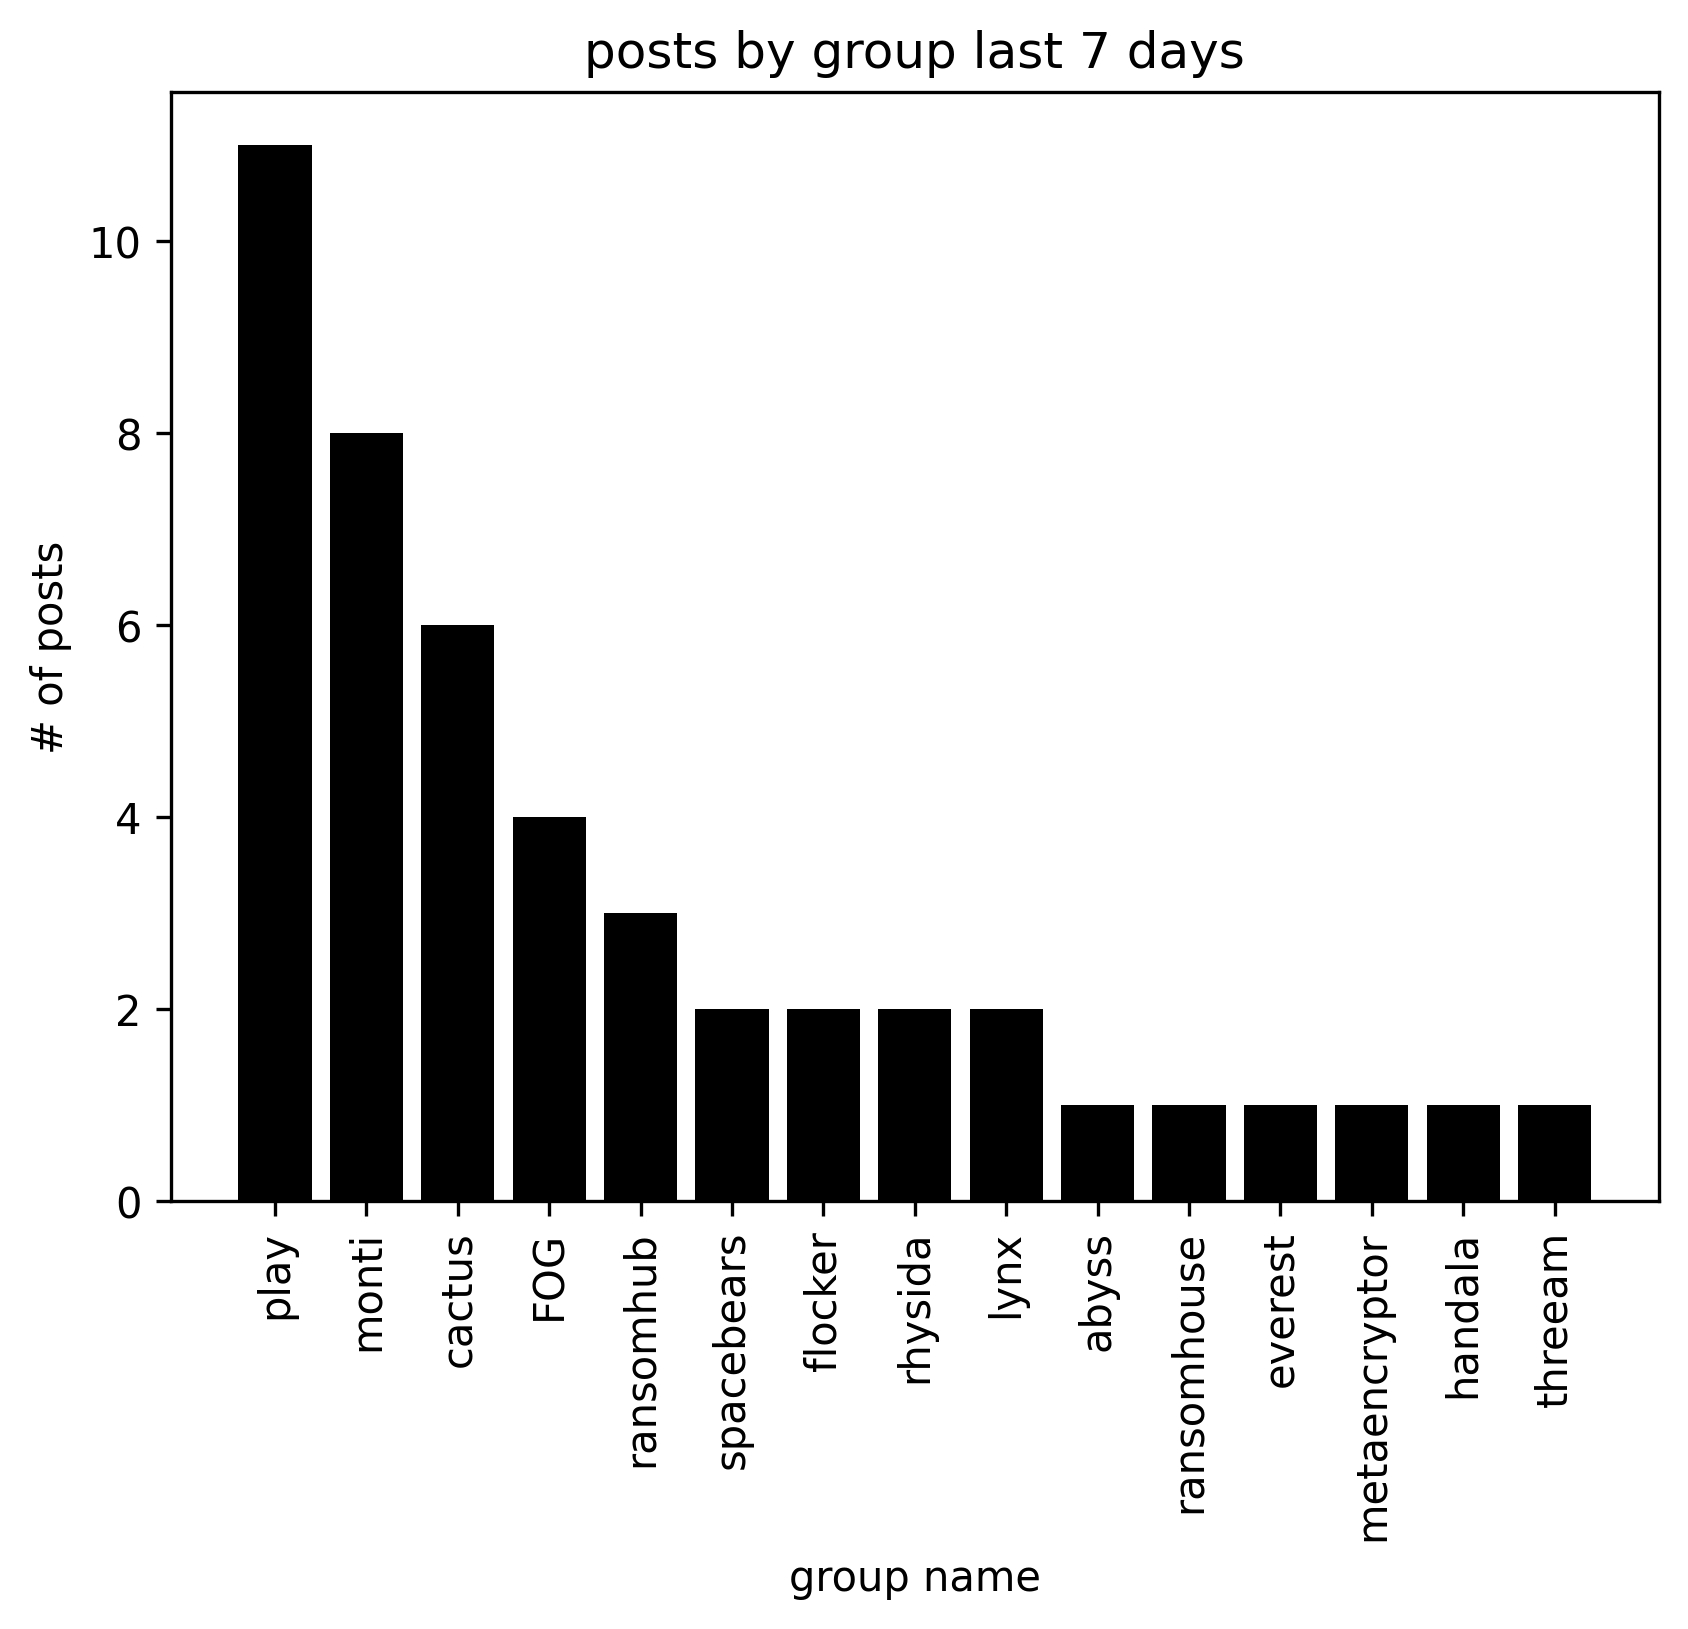 posts by group last 7 days
10
8
6
4
2
0
# of posts
play
monti
cactus
FOG
ransomhub
spacebears
flocker
rhysida
lynx
abyss
ransomhouse
everest
metaencryptor
handala
threeam
group name